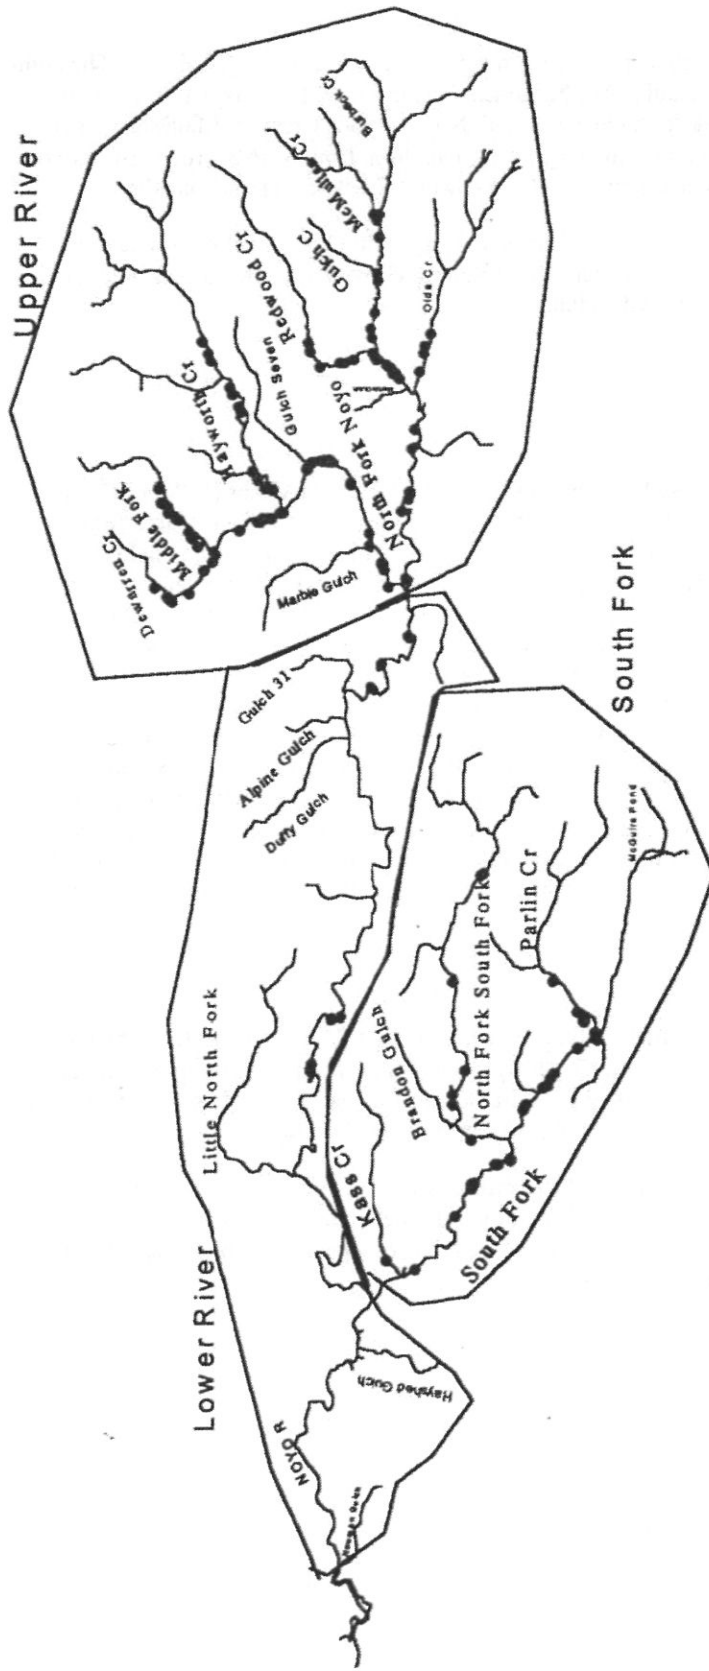 Upper River
Burbeck Cr
McMullen Cr
Gulch C
Redwood Cr
Olds Cr
Gulch Seven
Hayworth Cr
North Fork Noyo
Middle Fork
Dewarren Cr
Marble Gulch
South Fork
Gulch 31
Alpine Gulch
Duffy Gulch
McGuire Pond
Parlin Cr
North Fork South Fork
Brandon Gulch
Little North Fork
Kass Cr
South Fork
Lower River
Hayshed Gulch
NOYO R